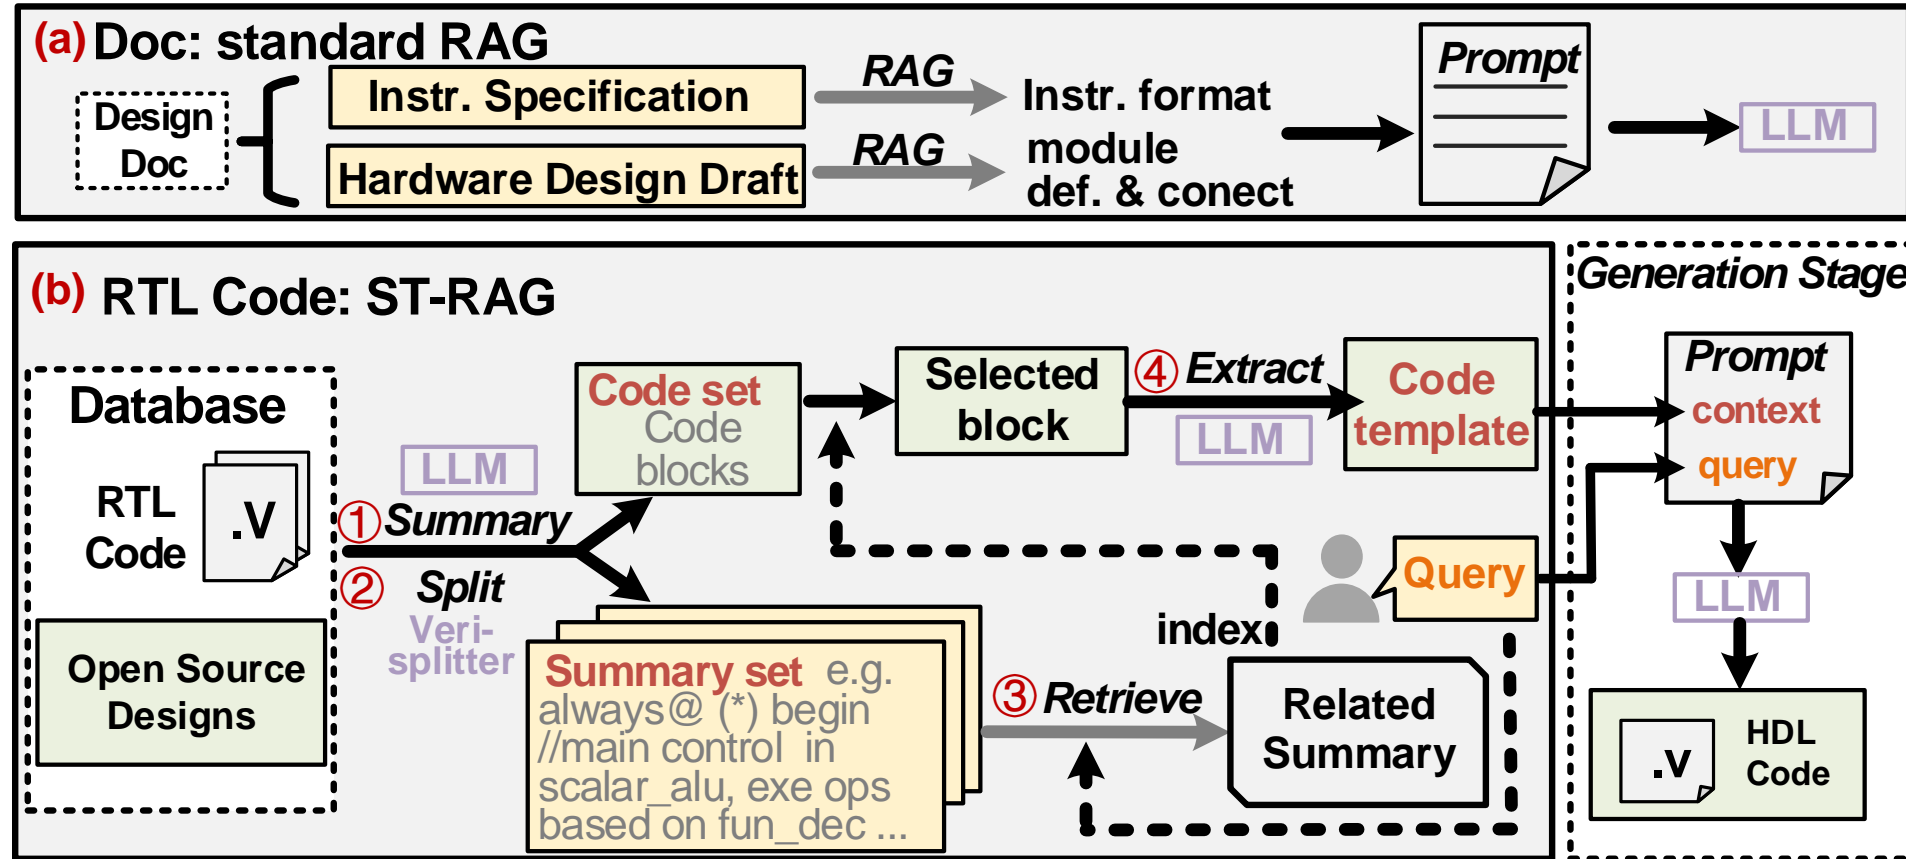 (a) Doc: standard RAG
Design
Doc
Instr. Specification
Hardware Design Draft
RAG
RAG
Instr. format
module
def. & conect
Prompt
LLM
(b) RTL Code: ST-RAG
Database
RTL
Code
.V
Open Source
Designs
LLM
① Summary
② Split
Veri-
splitter
Code set
Code
blocks
Summary set e.g.
always@ (*) begin
//main control in
scalar_alu, exe ops
based on fun_dec ...
Selected
block
④ Extract
LLM
Code
template
③ Retrieve
index
Related
Summary
Query
Generation Stage
Prompt
context
query
LLM
.v
HDL
Code